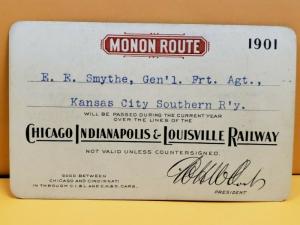 MONON ROUTE
1901
E. E. Smythe, Gen'l. Frt. Agt.,
Kansas City Southern R'y.
WILL BE PASSED DURING THE CURRENT YEAR
OVER THE LINES OF THE
CHICAGO INDIANAPOLIS & LOUISVILLE RAILWAY
NOT VALID UNLESS COUNTERSIGNED.
GOOD BETWEEN
CHICAGO AND CINCINNATI
IN THROUGH C.I.&L. AND C.H.&D. CARS.
PRESIDENT